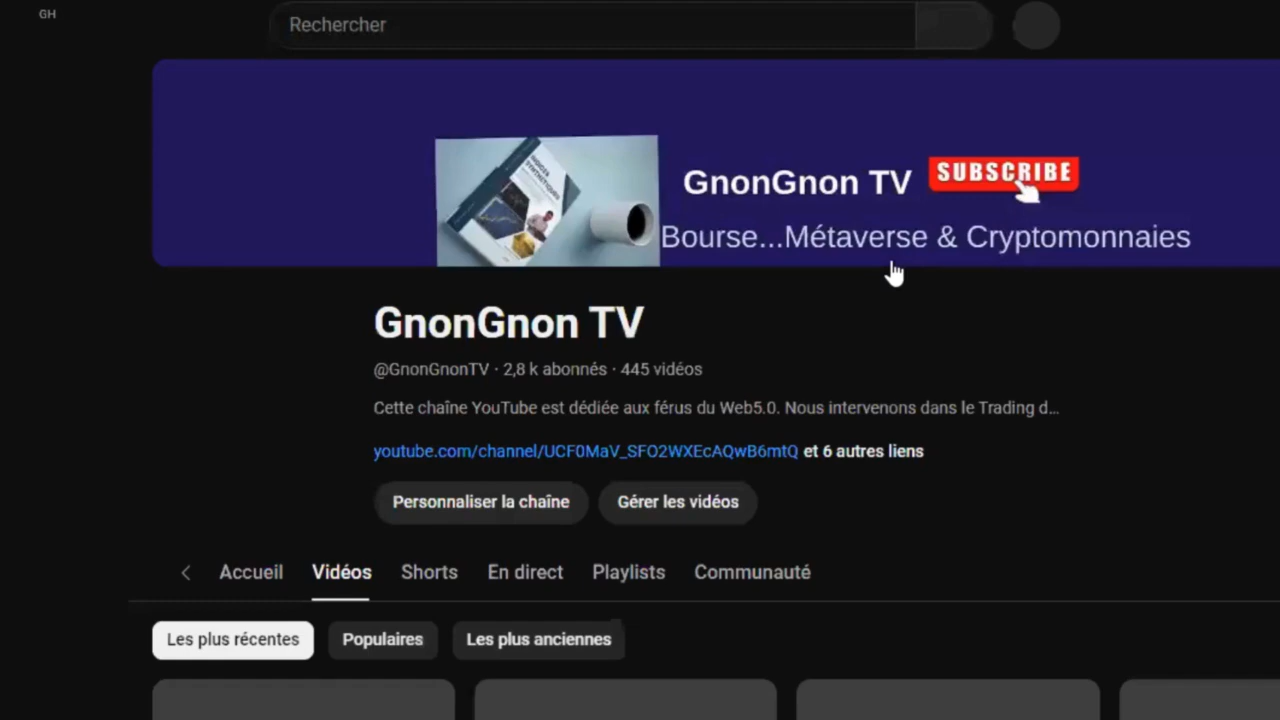 GH
Rechercher
INDICES
SYNTHÉTIQUES
GnonGnon TV
SUBSCRIBE
Bourse...Métaverse & Cryptomonnaies
GnonGnon TV
@GnonGnonTV · 2,8 k abonnés · 445 vidéos
Cette chaîne YouTube est dédiée aux férus du Web5.0. Nous intervenons dans le Trading d...
youtube.com/channel/UCF0MaV_SFO2WXEcAQwB6mtQ et 6 autres liens
Personnaliser la chaîne
Gérer les vidéos
Accueil
Vidéos
Shorts
En direct
Playlists
Communauté
Les plus récentes
Populaires
Les plus anciennes